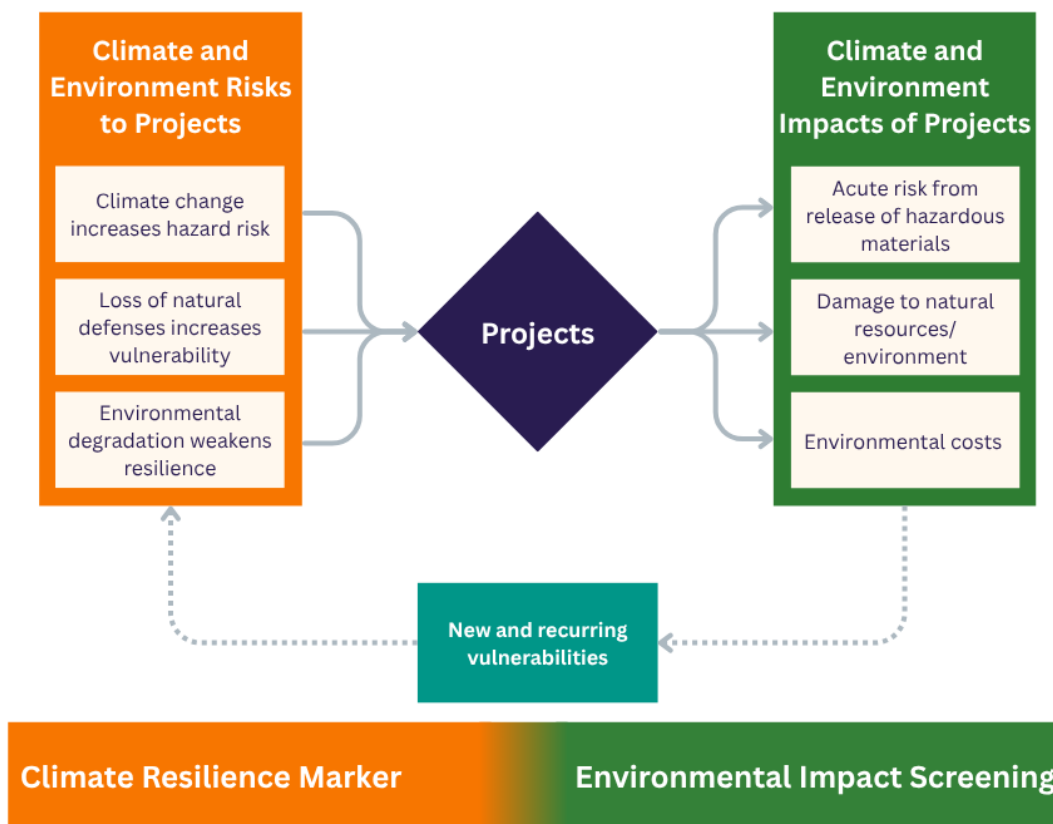 Climate and
Environment Risks
to Projects
Climate change
increases hazard risk
Loss of natural
defenses increases
vulnerability
Environmental
degradation weakens
resilience
Projects
Climate and
Environment
Impacts of Projects
Acute risk from
release of hazardous
materials
Damage to natural
resources/
environment
Environmental costs
New and recurring
vulnerabilities
Climate Resilience Marker
Environmental Impact Screening